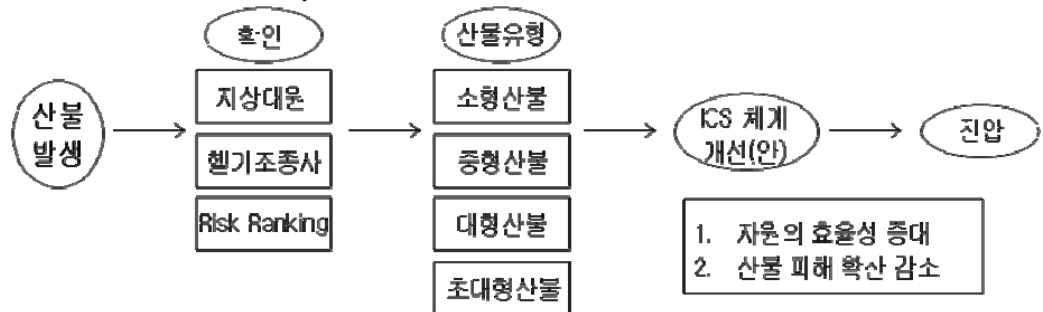 확인
산불유형
산불
발생
지상대원
헬기조종사
Risk Ranking
소형산불
중형산불
대형산불
초대형산불
ICS 체계
개선(안)
진압
1. 자원의 효율성 증대
2. 산불 피해 확산 감소